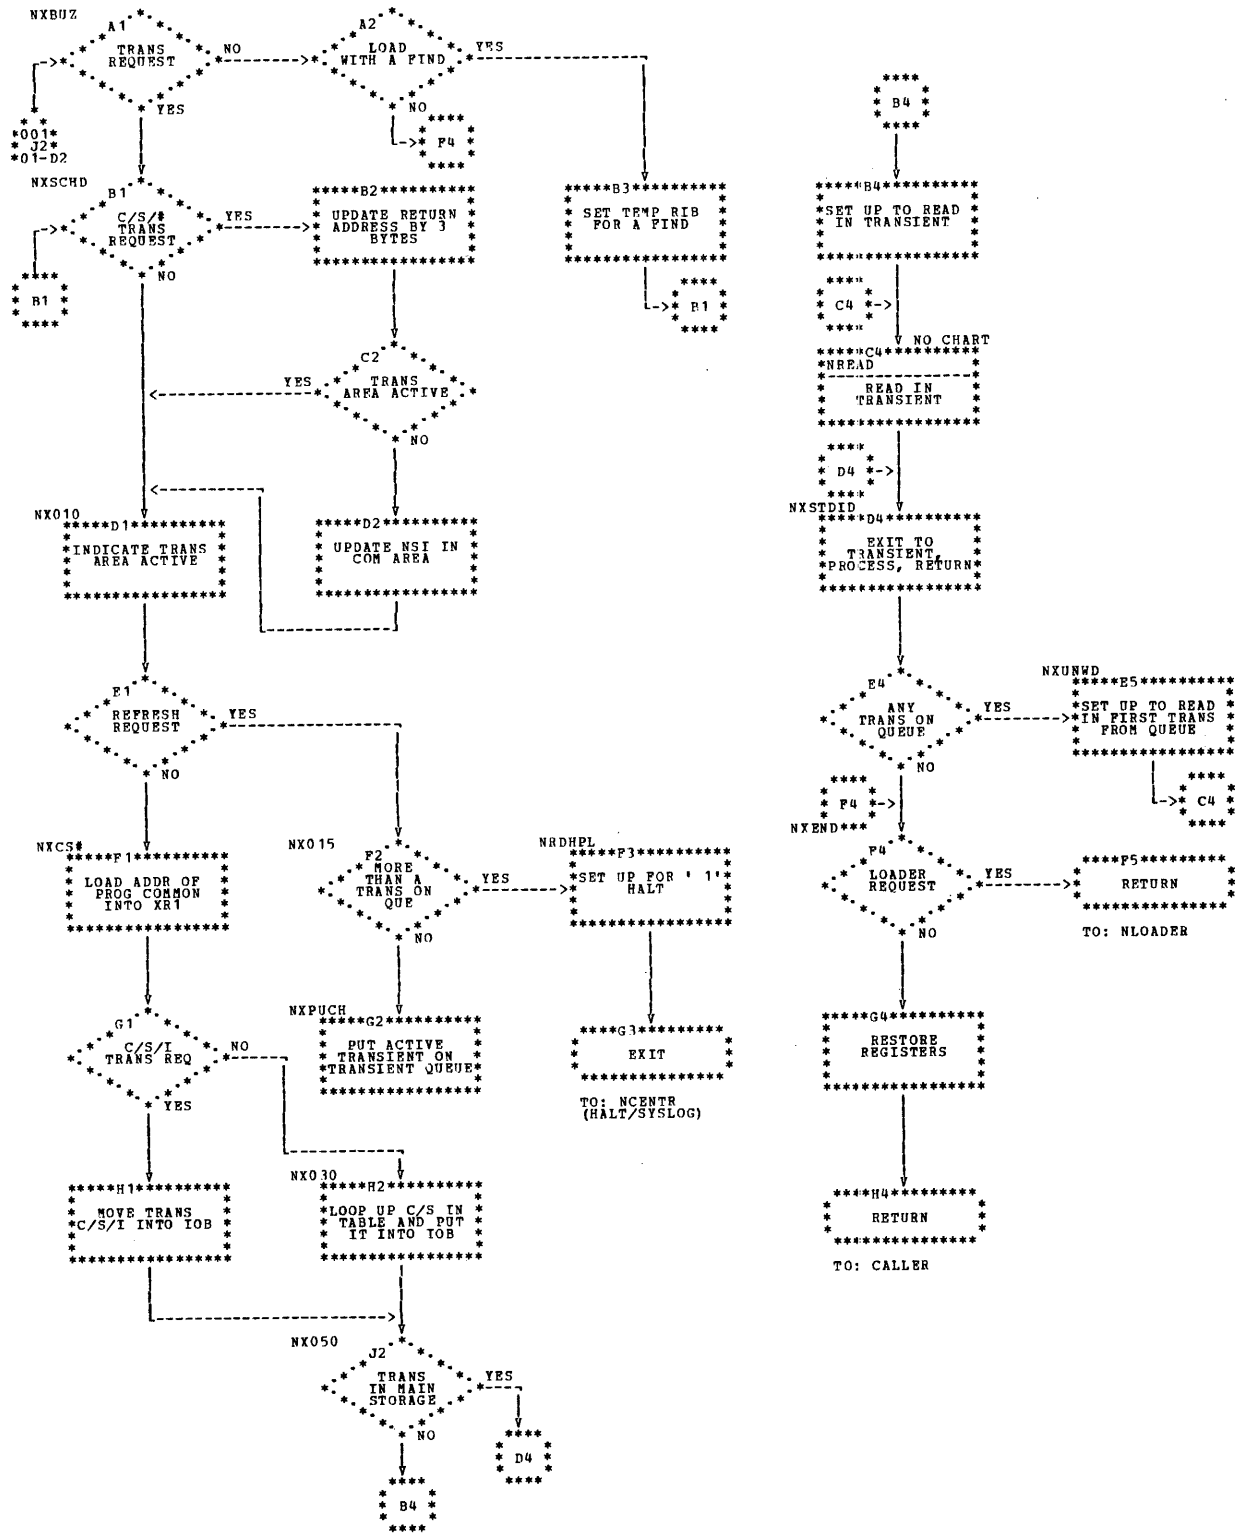 NXBUZ
A1
TRANS
REQUEST
NO
YES
A2
LOAD
WITH A FIND
YES
NO
F4
001
J2
01-D2
B4
NXSCHD
B1
C/S/#
TRANS
REQUEST
YES
NO
B1
B2
UPDATE RETURN
ADDRESS BY 3
BYTES
B3
SET TEMP RIB
FOR A FIND
B1
B4
SET UP TO READ
IN TRANSIENT
C4
C2
TRANS
AREA ACTIVE
YES
NO
NO CHART
C4
NREAD
READ IN
TRANSIENT
D4
NX010
D1
INDICATE TRANS
AREA ACTIVE
D2
UPDATE NSI IN
COM AREA
NXSTDID
D4
EXIT TO
TRANSIENT,
PROCESS, RETURN
E1
REFRESH
REQUEST
YES
NO
E4
ANY
TRANS ON
QUEUE
YES
NO
NXUNWD
E5
SET UP TO READ
IN FIRST TRANS
FROM QUEUE
C4
F4
NXCS#
F1
LOAD ADDR OF
PROG COMMON
INTO XR1
NX015
F2
MORE
THAN A
TRANS ON
QUE
YES
NO
NRDHPL
F3
SET UP FOR ' 1'
HALT
NXEND
F4
LOADER
REQUEST
YES
NO
F5
RETURN
TO: NLOADER
G1
C/S/I
TRANS REQ
NO
YES
NXPUCH
G2
PUT ACTIVE
TRANSIENT ON
TRANSIENT QUEUE
G3
EXIT
TO: NCENTR
(HALT/SYSLOG)
G4
RESTORE
REGISTERS
H1
MOVE TRANS
C/S/I INTO IOB
NX030
H2
LOOP UP C/S IN
TABLE AND PUT
IT INTO IOB
H4
RETURN
TO: CALLER
NX050
J2
TRANS
IN MAIN
STORAGE
YES
NO
D4
B4